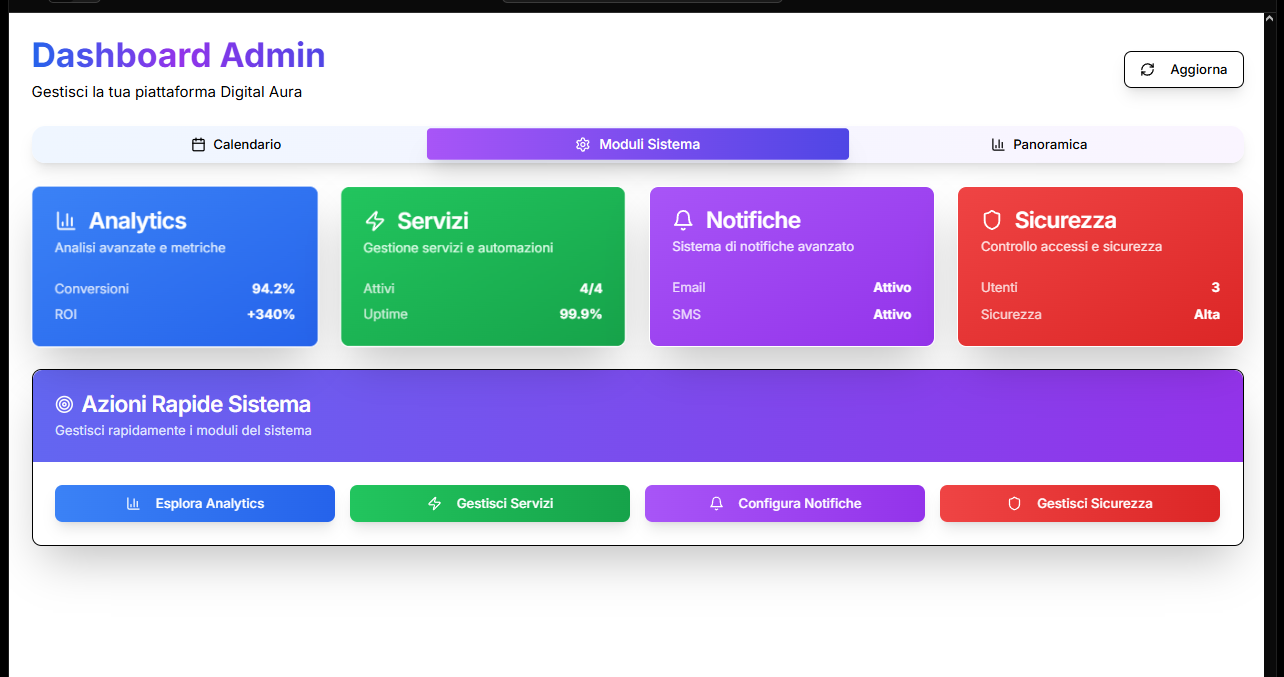 Dashboard Admin
Gestisci la tua piattaforma Digital Aura
Aggiorna
Calendario
Moduli Sistema
Panoramica
Analytics
Analisi avanzate e metriche
Conversioni 94.2%
ROI +340%
Servizi
Gestione servizi e automazioni
Attivi 4/4
Uptime 99.9%
Notifiche
Sistema di notifiche avanzato
Email Attivo
SMS Attivo
Sicurezza
Controllo accessi e sicurezza
Utenti 3
Sicurezza Alta
Azioni Rapide Sistema
Gestisci rapidamente i moduli del sistema
Esplora Analytics
Gestisci Servizi
Configura Notifiche
Gestisci Sicurezza